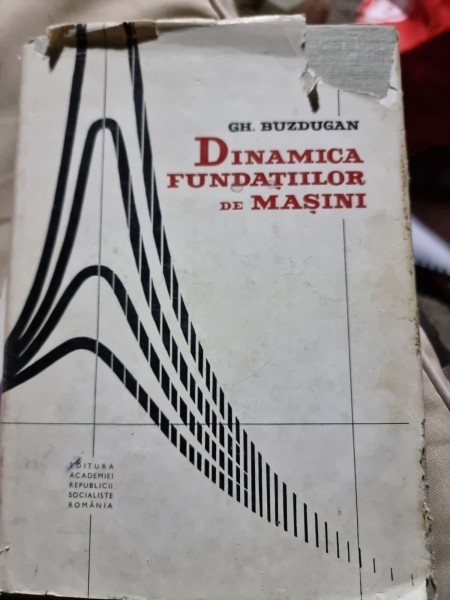 GH. BUZDUGAN
DINAMICA
FUNDAȚIILOR
DE MAȘINI
EDITURA
ACADEMIEI
REPUBLICII
SOCIALISTE
ROMÂNIA